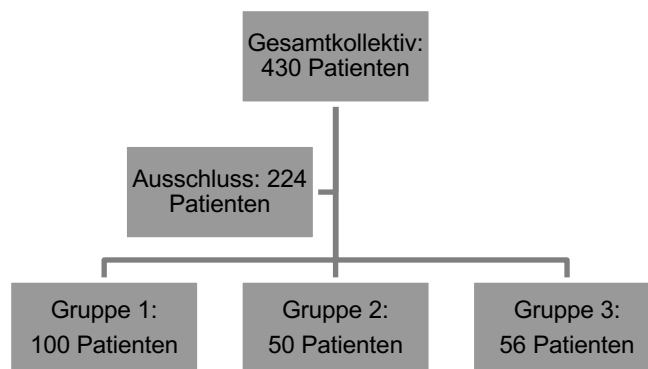 Gesamtkollektiv:
430 Patienten
Ausschluss: 224
Patienten
Gruppe 1:
100 Patienten
Gruppe 2:
50 Patienten
Gruppe 3:
56 Patienten